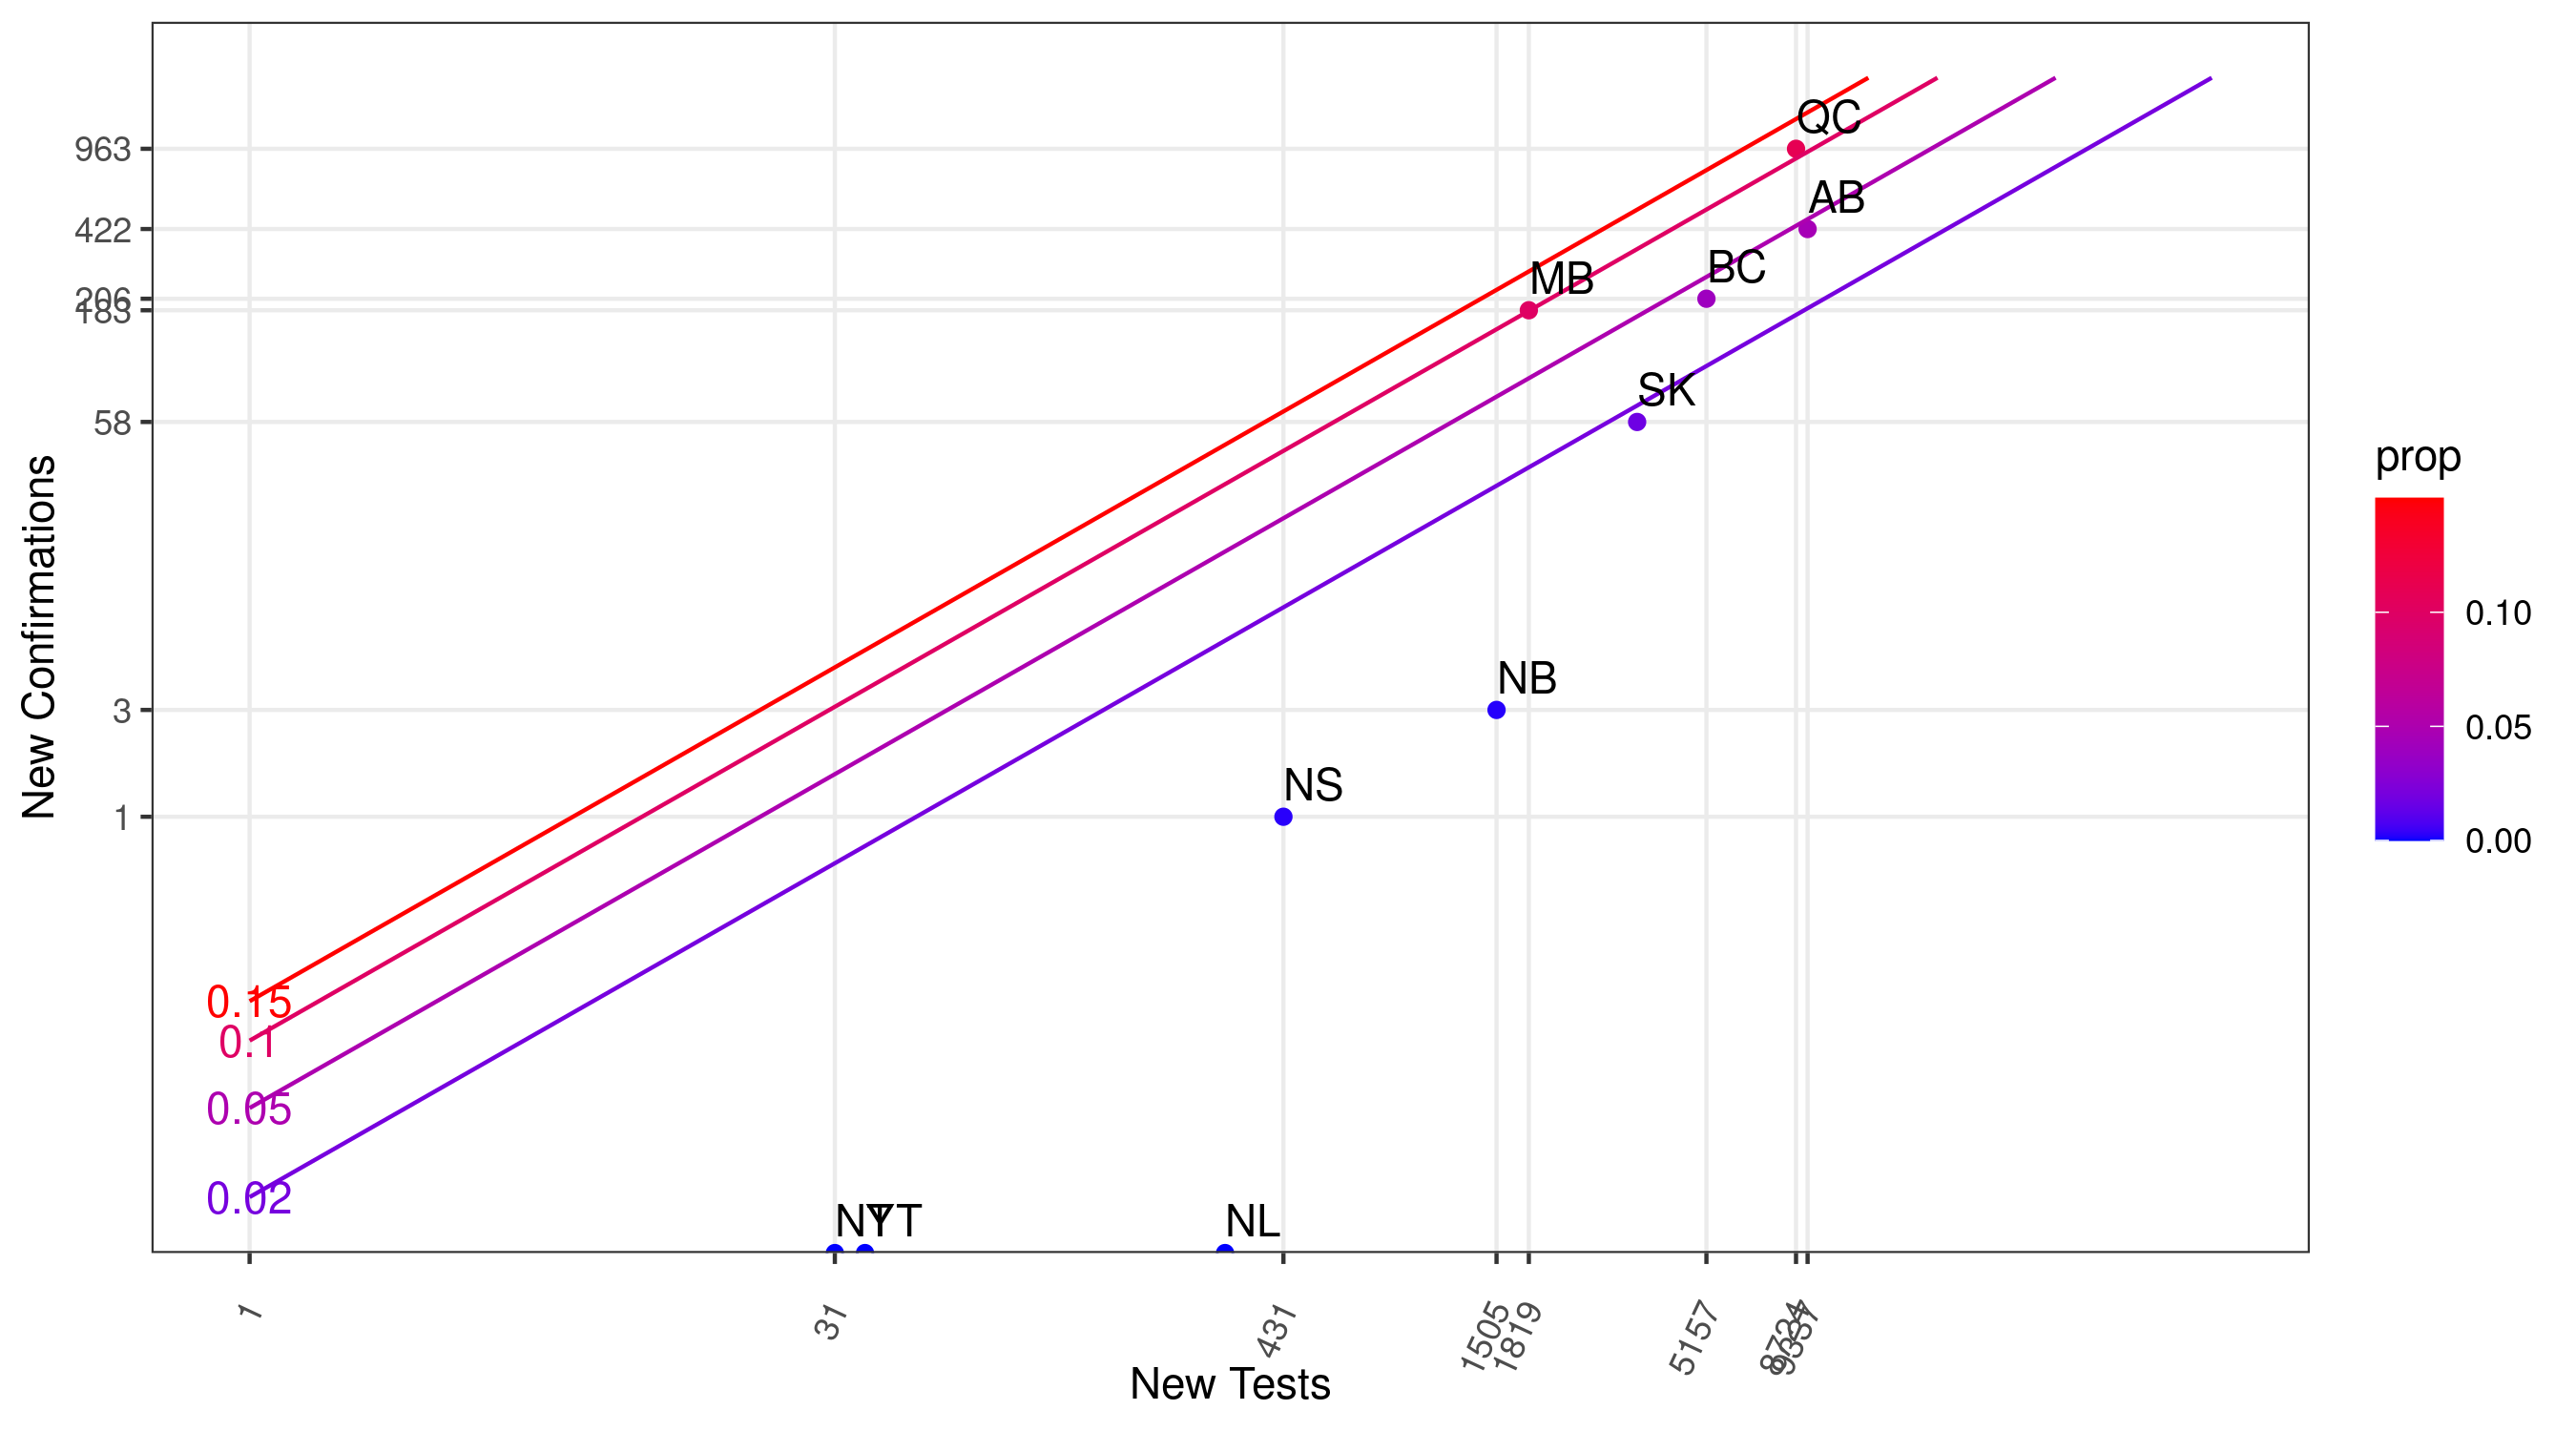 963
422
206
183
58
3
1
New Confirmations
QC
AB
BC
MB
SK
NB
NS
0.15
0.1
0.05
0.02
NT
YT
NL
1
31
431
1505
1819
5157
8724
9337
New Tests
prop
0.10
0.05
0.00